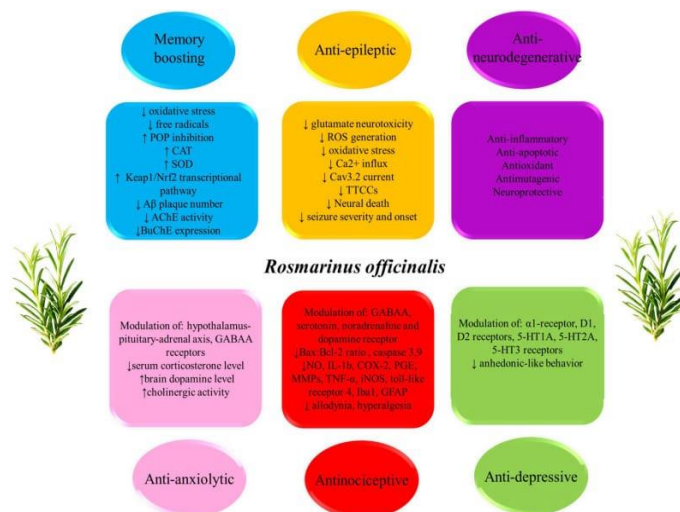 Memory
boosting
Anti-epileptic
Anti-
neurodegenerative
↓ oxidative stress
↓ free radicals
↑ POP inhibition
↑ CAT
↑ SOD
↑ Keap1/Nrf2 transcriptional
pathway
↓ Aβ plaque number
↓ AChE activity
↓BuChE expression
↓ glutamate neurotoxicity
↓ ROS generation
↓ oxidative stress
↓ Ca2+ influx
↓ Cav3.2 current
↓ TTCCs
↓ Neural death
↓ seizure severity and onset
Anti-inflammatory
Anti-apoptotic
Antioxidant
Antimutagenic
Neuroprotective
Rosmarinus officinalis
Modulation of: hypothalamus-
pituitary-adrenal axis, GABAA
receptors
↓serum corticosterone level
↑brain dopamine level
↑cholinergic activity
Modulation of: GABAA,
serotonin, noradrenaline and
dopamine receptor
↓Bax:Bcl-2 ratio , caspase 3,9
↓NO, IL-1b, COX-2, PGE,
MMPs, TNF-α, iNOS, toll-like
receptor 4, Iba1, GFAP
↓ allodynia, hyperalgesia
Modulation of: α1-receptor, D1,
D2 receptors, 5-HT1A, 5-HT2A,
5-HT3 receptors
↓ anhedonic-like behavior
Anti-anxiolytic
Antinociceptive
Anti-depressive